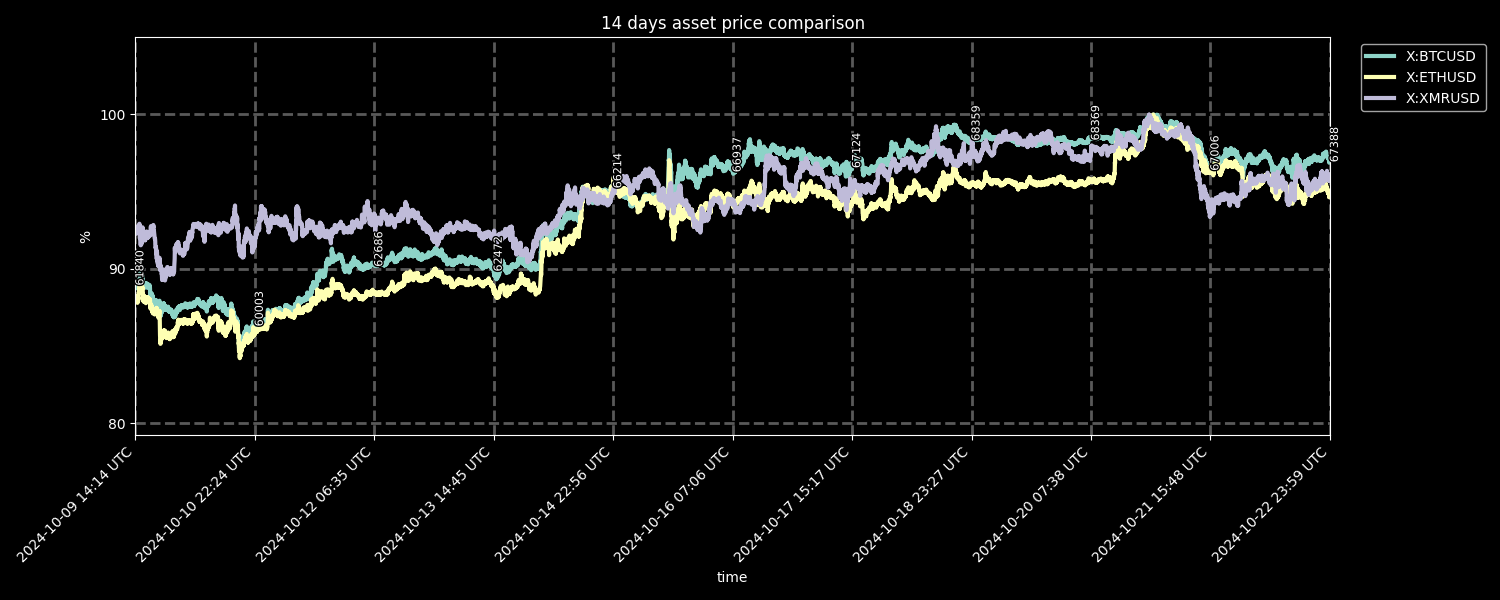 14 days asset price comparison
X:BTCUSD
X:ETHUSD
X:XMRUSD
100
90
80
%
61840
60003
62686
62472
66214
66937
67124
68359
68369
67006
67388
2024-10-09 14:14 UTC
2024-10-10 22:24 UTC
2024-10-12 06:35 UTC
2024-10-13 14:45 UTC
2024-10-14 22:56 UTC
2024-10-16 07:06 UTC
2024-10-17 15:17 UTC
2024-10-18 23:27 UTC
2024-10-20 07:38 UTC
2024-10-21 15:48 UTC
2024-10-22 23:59 UTC
time